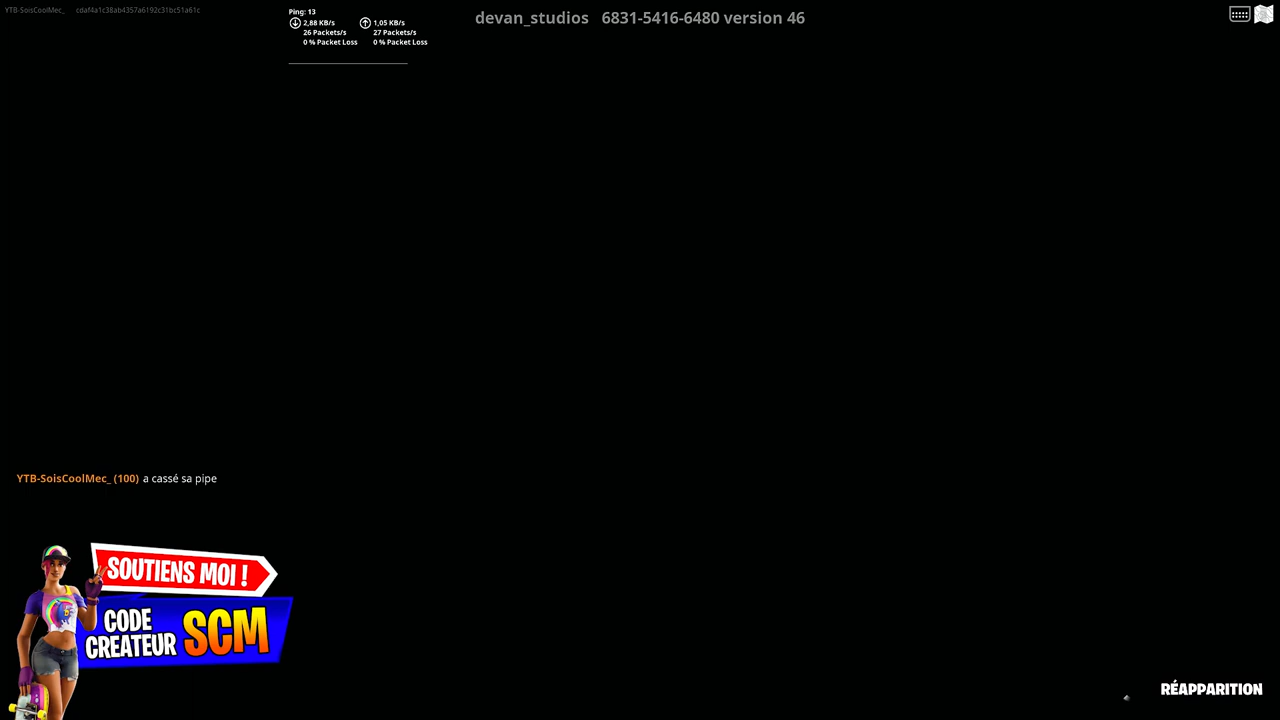 YTB-SoisCoolMec_ cdaf4a1c38ab4357a6192c31bc51a61c
Ping: 13
2,88 KB/s 1,05 KB/s
26 Packets/s 27 Packets/s
0 % Packet Loss 0 % Packet Loss
devan_studios 6831-5416-6480 version 46
YTB-SoisCoolMec_ (100) a cassé sa pipe
SOUTIENS MOI !
CODE
CREATEUR SCM
RÉAPPARITION